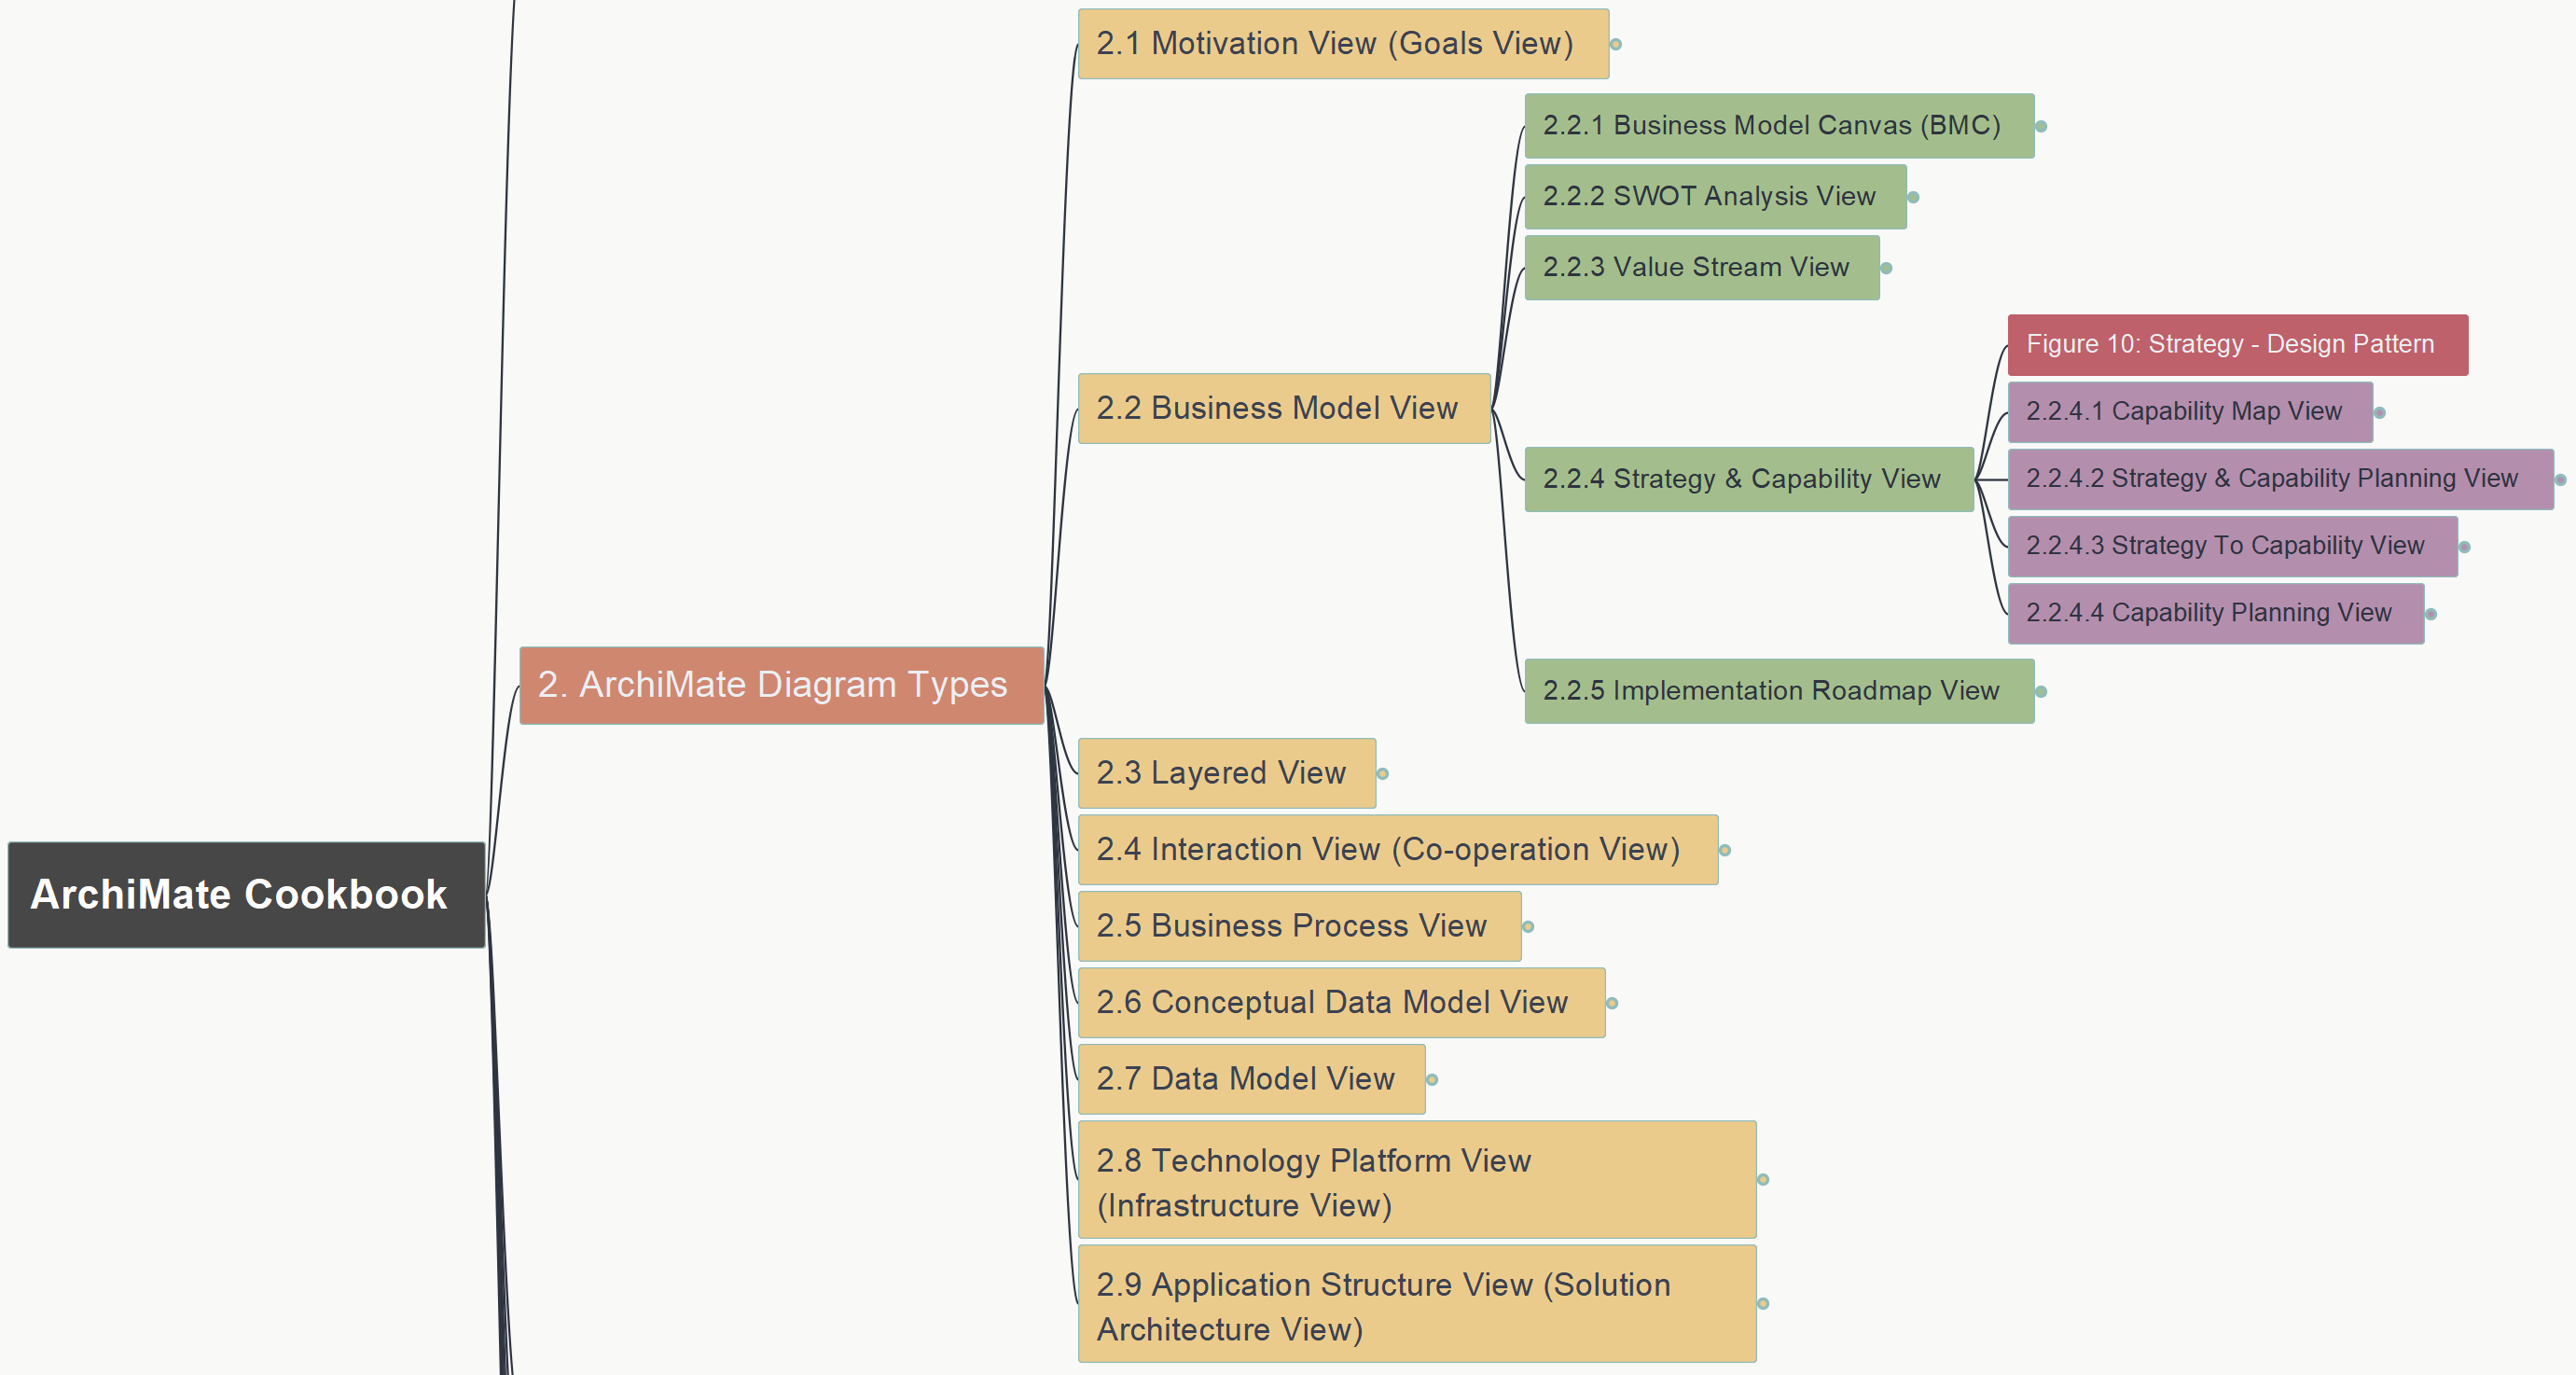 ArchiMate Cookbook
2. ArchiMate Diagram Types
2.1 Motivation View (Goals View)
2.2 Business Model View
2.2.1 Business Model Canvas (BMC)
2.2.2 SWOT Analysis View
2.2.3 Value Stream View
2.2.4 Strategy & Capability View
Figure 10: Strategy - Design Pattern
2.2.4.1 Capability Map View
2.2.4.2 Strategy & Capability Planning View
2.2.4.3 Strategy To Capability View
2.2.4.4 Capability Planning View
2.2.5 Implementation Roadmap View
2.3 Layered View
2.4 Interaction View (Co-operation View)
2.5 Business Process View
2.6 Conceptual Data Model View
2.7 Data Model View
2.8 Technology Platform View
(Infrastructure View)
2.9 Application Structure View (Solution
Architecture View)